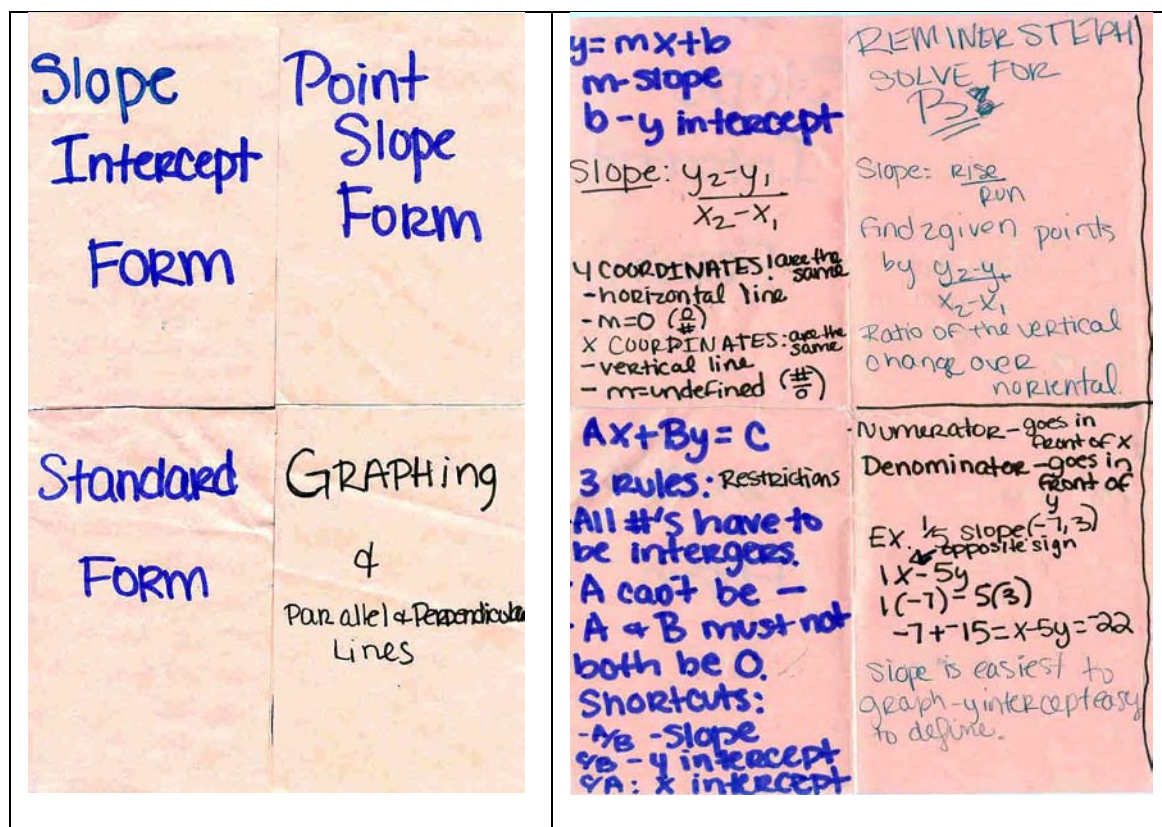 Slope
Intercept
Form
Point
Slope
Form
Standard
Form
GRAPHing
&
Parallel & Perpendicular
Lines
y=mx+b
m-slope
b-y intercept
Slope: y₂-y₁
x₂-x₁
Y COORDINATES: are the
same
-horizontal line
-m=0 (0/#)
X COORDINATES: are the
same
-vertical line
- m=undefined (#/0)
REMINER STEPH
SOLVE FOR
B
Slope= Rise
Run
Find 2 given points
by y₂-y₁
x₂-x₁
Ratio of the vertical
change over
noriental.
Ax+By=C
3 Rules: Restrictions
-All #'s have to
be intergers.
-A can't be -
-A & B must not
both be 0.
Shortcuts:
-A/B -Slope
C/B - y intercept
C/A: x intercept
-Numerator-goes in
front of x
Denominator-goes in
front of
y
EX. 1/5 slope (-7,3)
opposite sign
1x-5y
1(-7)-5(3)
-7+-15=x-5y=-22
Slope is easiest to
graph-y intercept easy
to define.